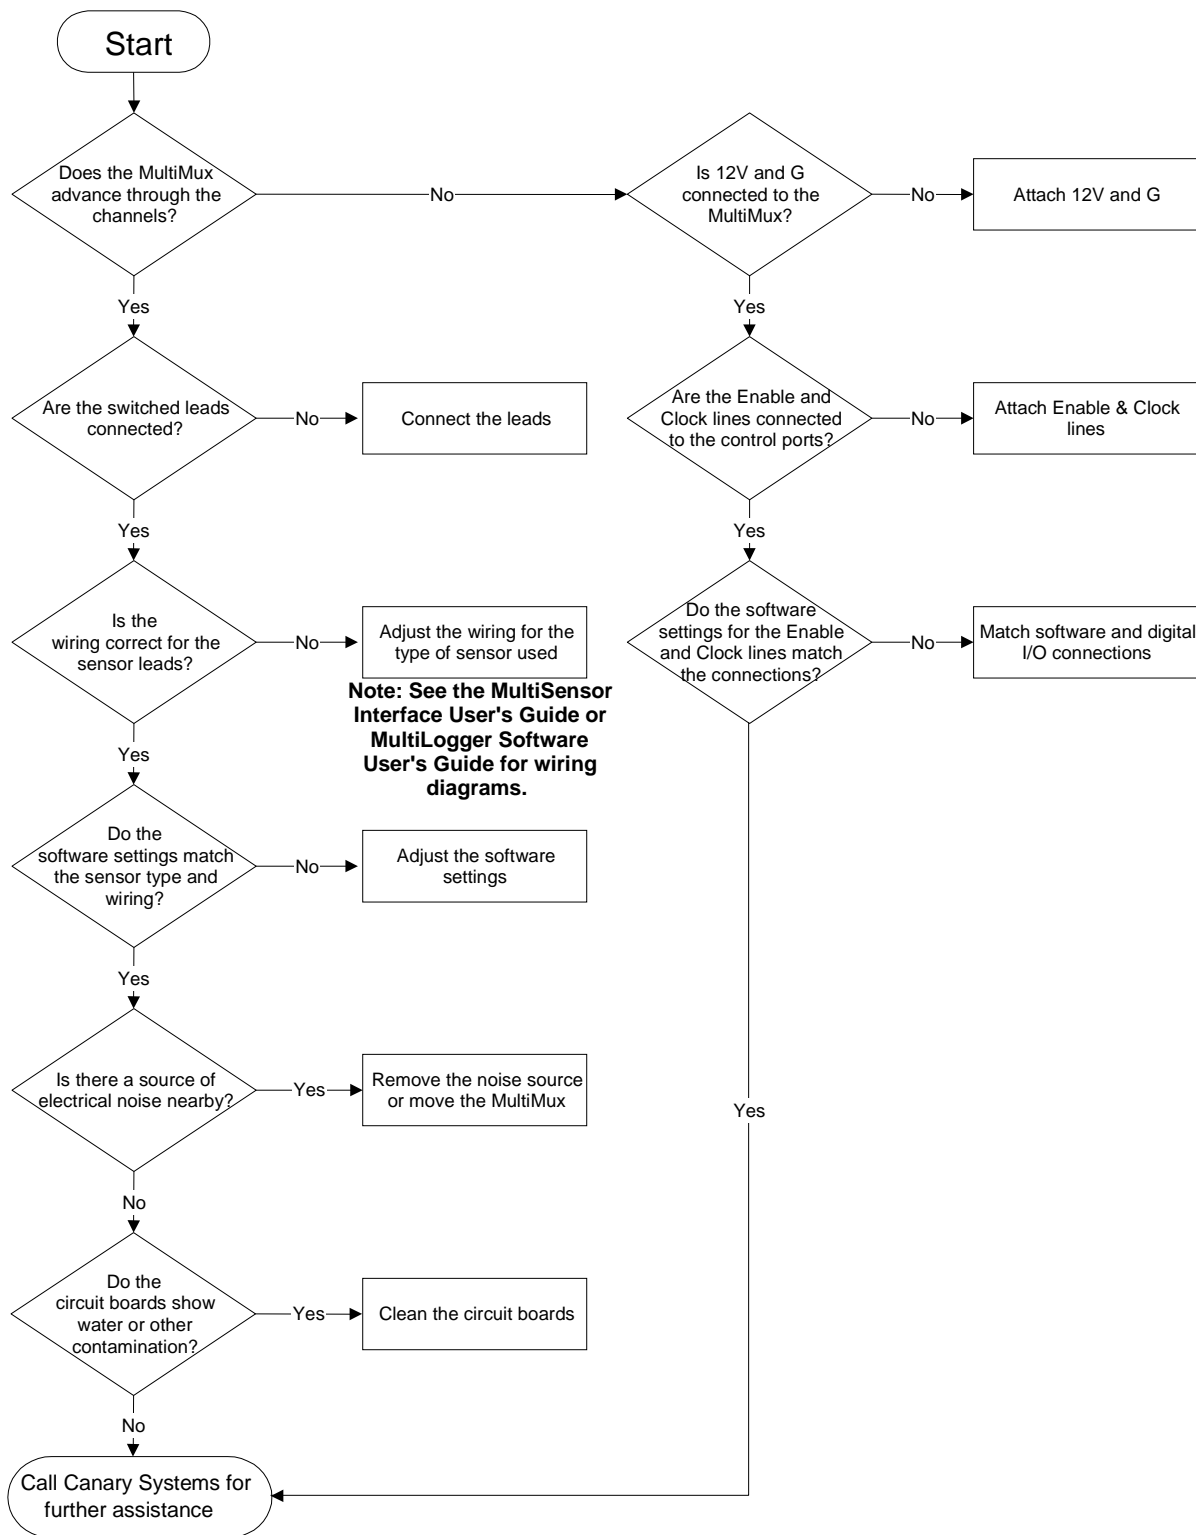 Start
Does the MultiMux
advance through the
channels?
No
Is 12V and G
connected to the
MultiMux?
No
Attach 12V and G
Yes
Yes
Are the switched leads
connected?
No
Connect the leads
Are the Enable and
Clock lines connected
to the control ports?
No
Attach Enable & Clock
lines
Yes
Yes
Is the
wiring correct for the
sensor leads?
No
Adjust the wiring for the
type of sensor used
Note: See the MultiSensor
Interface User's Guide or
MultiLogger Software
User's Guide for wiring
diagrams.
Do the software
settings for the Enable
and Clock lines match
the connections?
No
Match software and digital
I/O connections
Yes
Do the
software settings match
the sensor type and
wiring?
No
Adjust the software
settings
Yes
Is there a source of
electrical noise nearby?
Yes
Remove the noise source
or move the MultiMux
Yes
No
Do the
circuit boards show
water or other
contamination?
Yes
Clean the circuit boards
No
Call Canary Systems for
further assistance